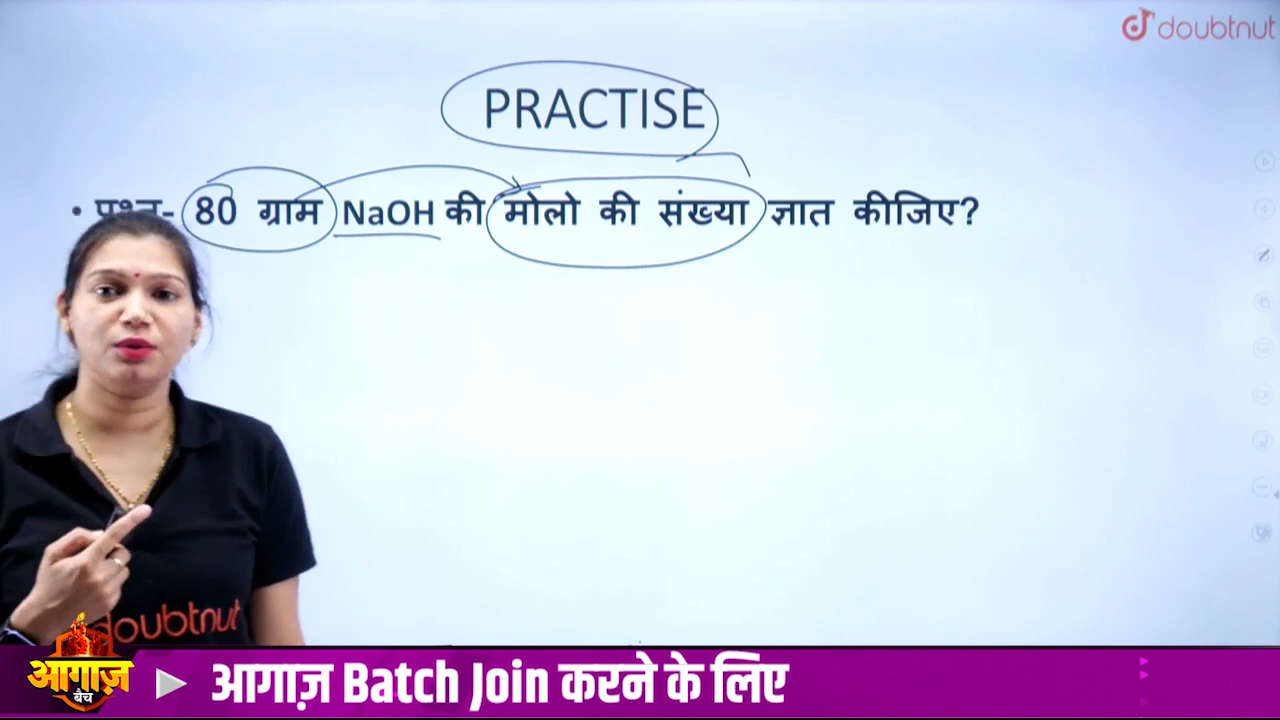 doubtnut
PRACTISE
• प्रश्न- 80 ग्राम NaOH की मोलो की संख्या ज्ञात कीजिए?
doubtnut
आगाज़
बैच
आगाज़ Batch Join करने के लिए